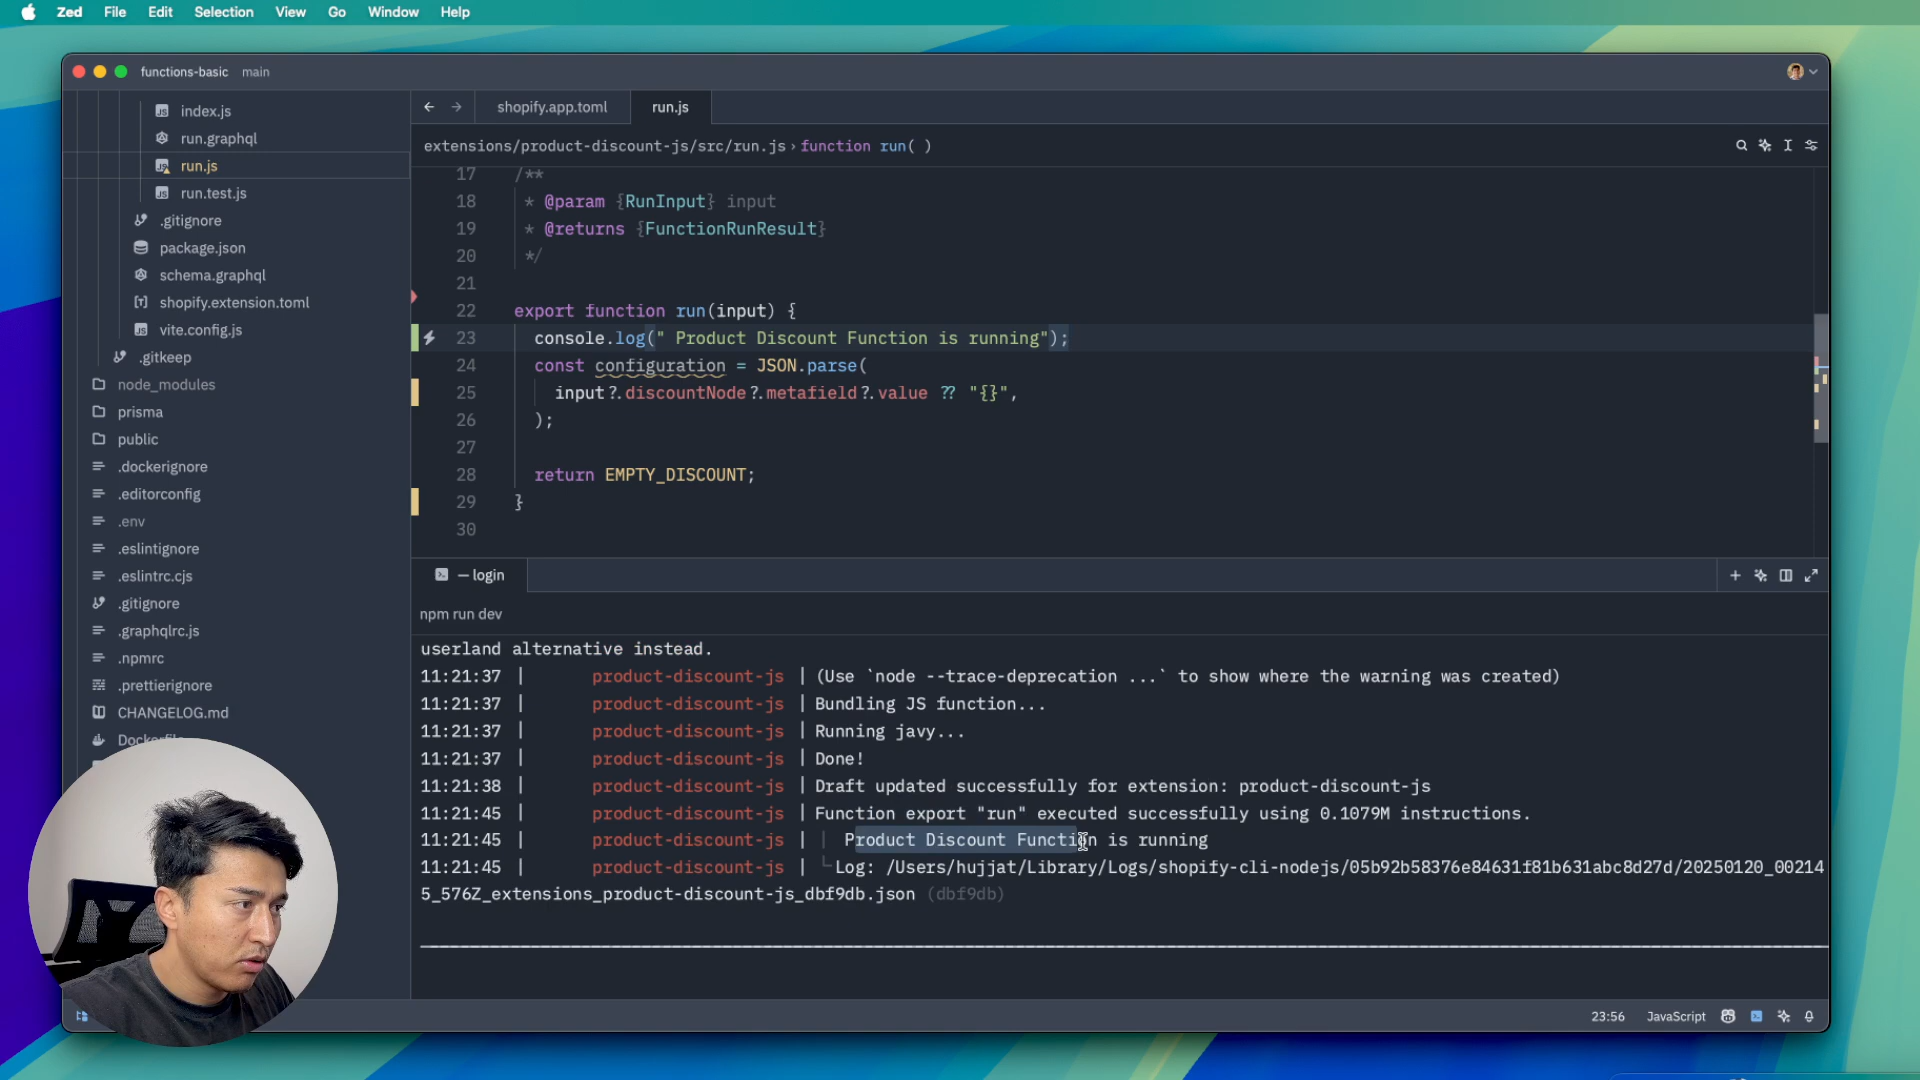 Zed File Edit Selection View Go Window Help
functions-basic main
index.js
run.graphql
run.js
run.test.js
.gitignore
package.json
schema.graphql
shopify.extension.toml
vite.config.js
.gitkeep
node_modules
prisma
public
.dockerignore
.editorconfig
.env
.eslintignore
.eslintrc.cjs
.gitignore
.graphqlrc.js
.npmrc
.prettierignore
CHANGELOG.md
shopify.app.toml run.js
extensions/product-discount-js/src/run.js › function run( )
17 /**
18 * @param {RunInput} input
19 * @returns {FunctionRunResult}
20 */
21
22 export function run(input) {
23 console.log(" Product Discount Function is running");
24 const configuration = JSON.parse(
25 input?.discountNode?.metafield?.value ?? "{}",
26 );
27
28 return EMPTY_DISCOUNT;
29 }
30
— login
npm run dev
userland alternative instead.
11:21:37 | product-discount-js | (Use `node --trace-deprecation ...` to show where the warning was created)
11:21:37 | product-discount-js | Bundling JS function...
11:21:37 | product-discount-js | Running javy...
11:21:37 | product-discount-js | Done!
11:21:38 | product-discount-js | Draft updated successfully for extension: product-discount-js
11:21:45 | product-discount-js | Function export "run" executed successfully using 0.1079M instructions.
11:21:45 | product-discount-js | │ Product Discount Function is running
11:21:45 | product-discount-js | └ Log: /Users/hujjat/Library/Logs/shopify-cli-nodejs/05b92b58376e84631f81b631abc8d27d/20250120_00214
5_576Z_extensions_product-discount-js_dbf9db.json (dbf9db)
23:56 JavaScript